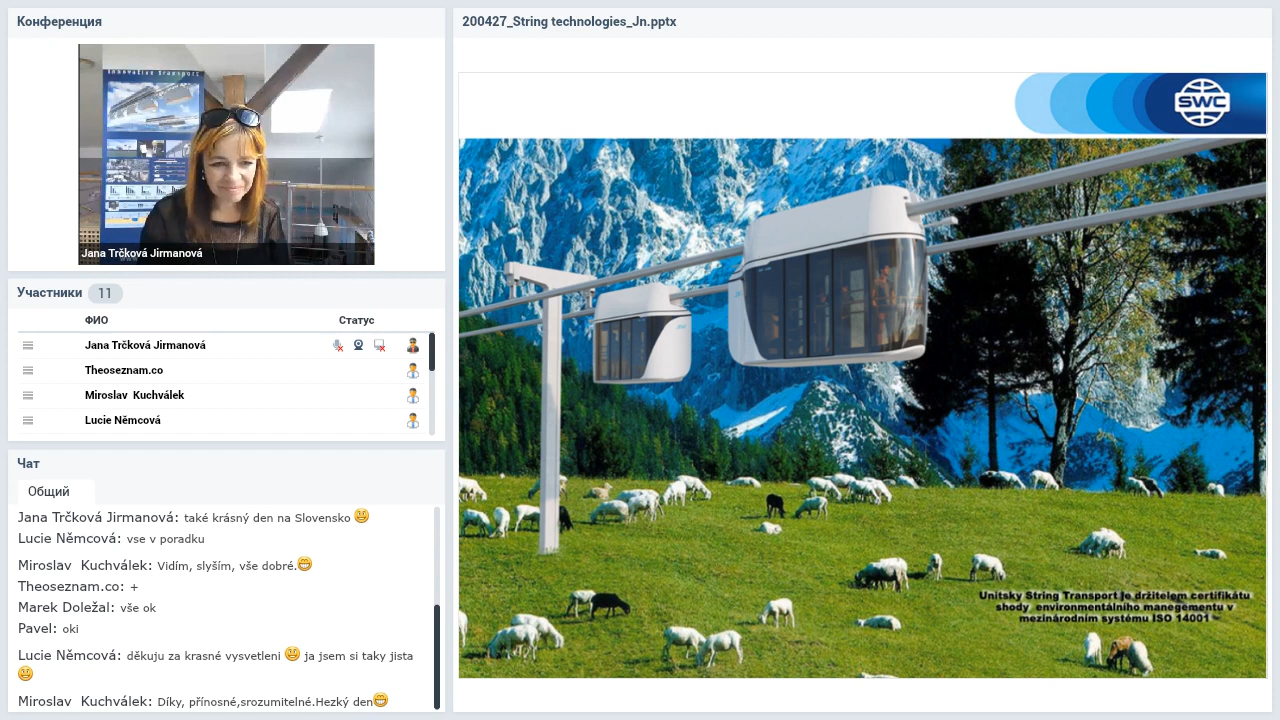 Конференция
Innovation Transport
Jana Trčková Jirmanová
Участники 11
ФИО Статус
Jana Trčková Jirmanová
Theoseznam.co
Miroslav Kuchválek
Lucie Němcová
Чат
Общий
Jana Trčková Jirmanová: také krásný den na Slovensko
Lucie Němcová: vse v poradku
Miroslav Kuchválek: Vidím, slyším, vše dobré.
Theoseznam.co: +
Marek Doležal: vše ok
Pavel: oki
Lucie Němcová: děkuju za krasné vysvetleni ja jsem si taky jista
Miroslav Kuchválek: Díky, přínosné,srozumitelné.Hezký den
200427_String technologies_Jn.pptx
SWC
Unitsky String Transport je držitelem certifikátu
shody environmentálního manegementu v
mezinárodním systému ISO 14001